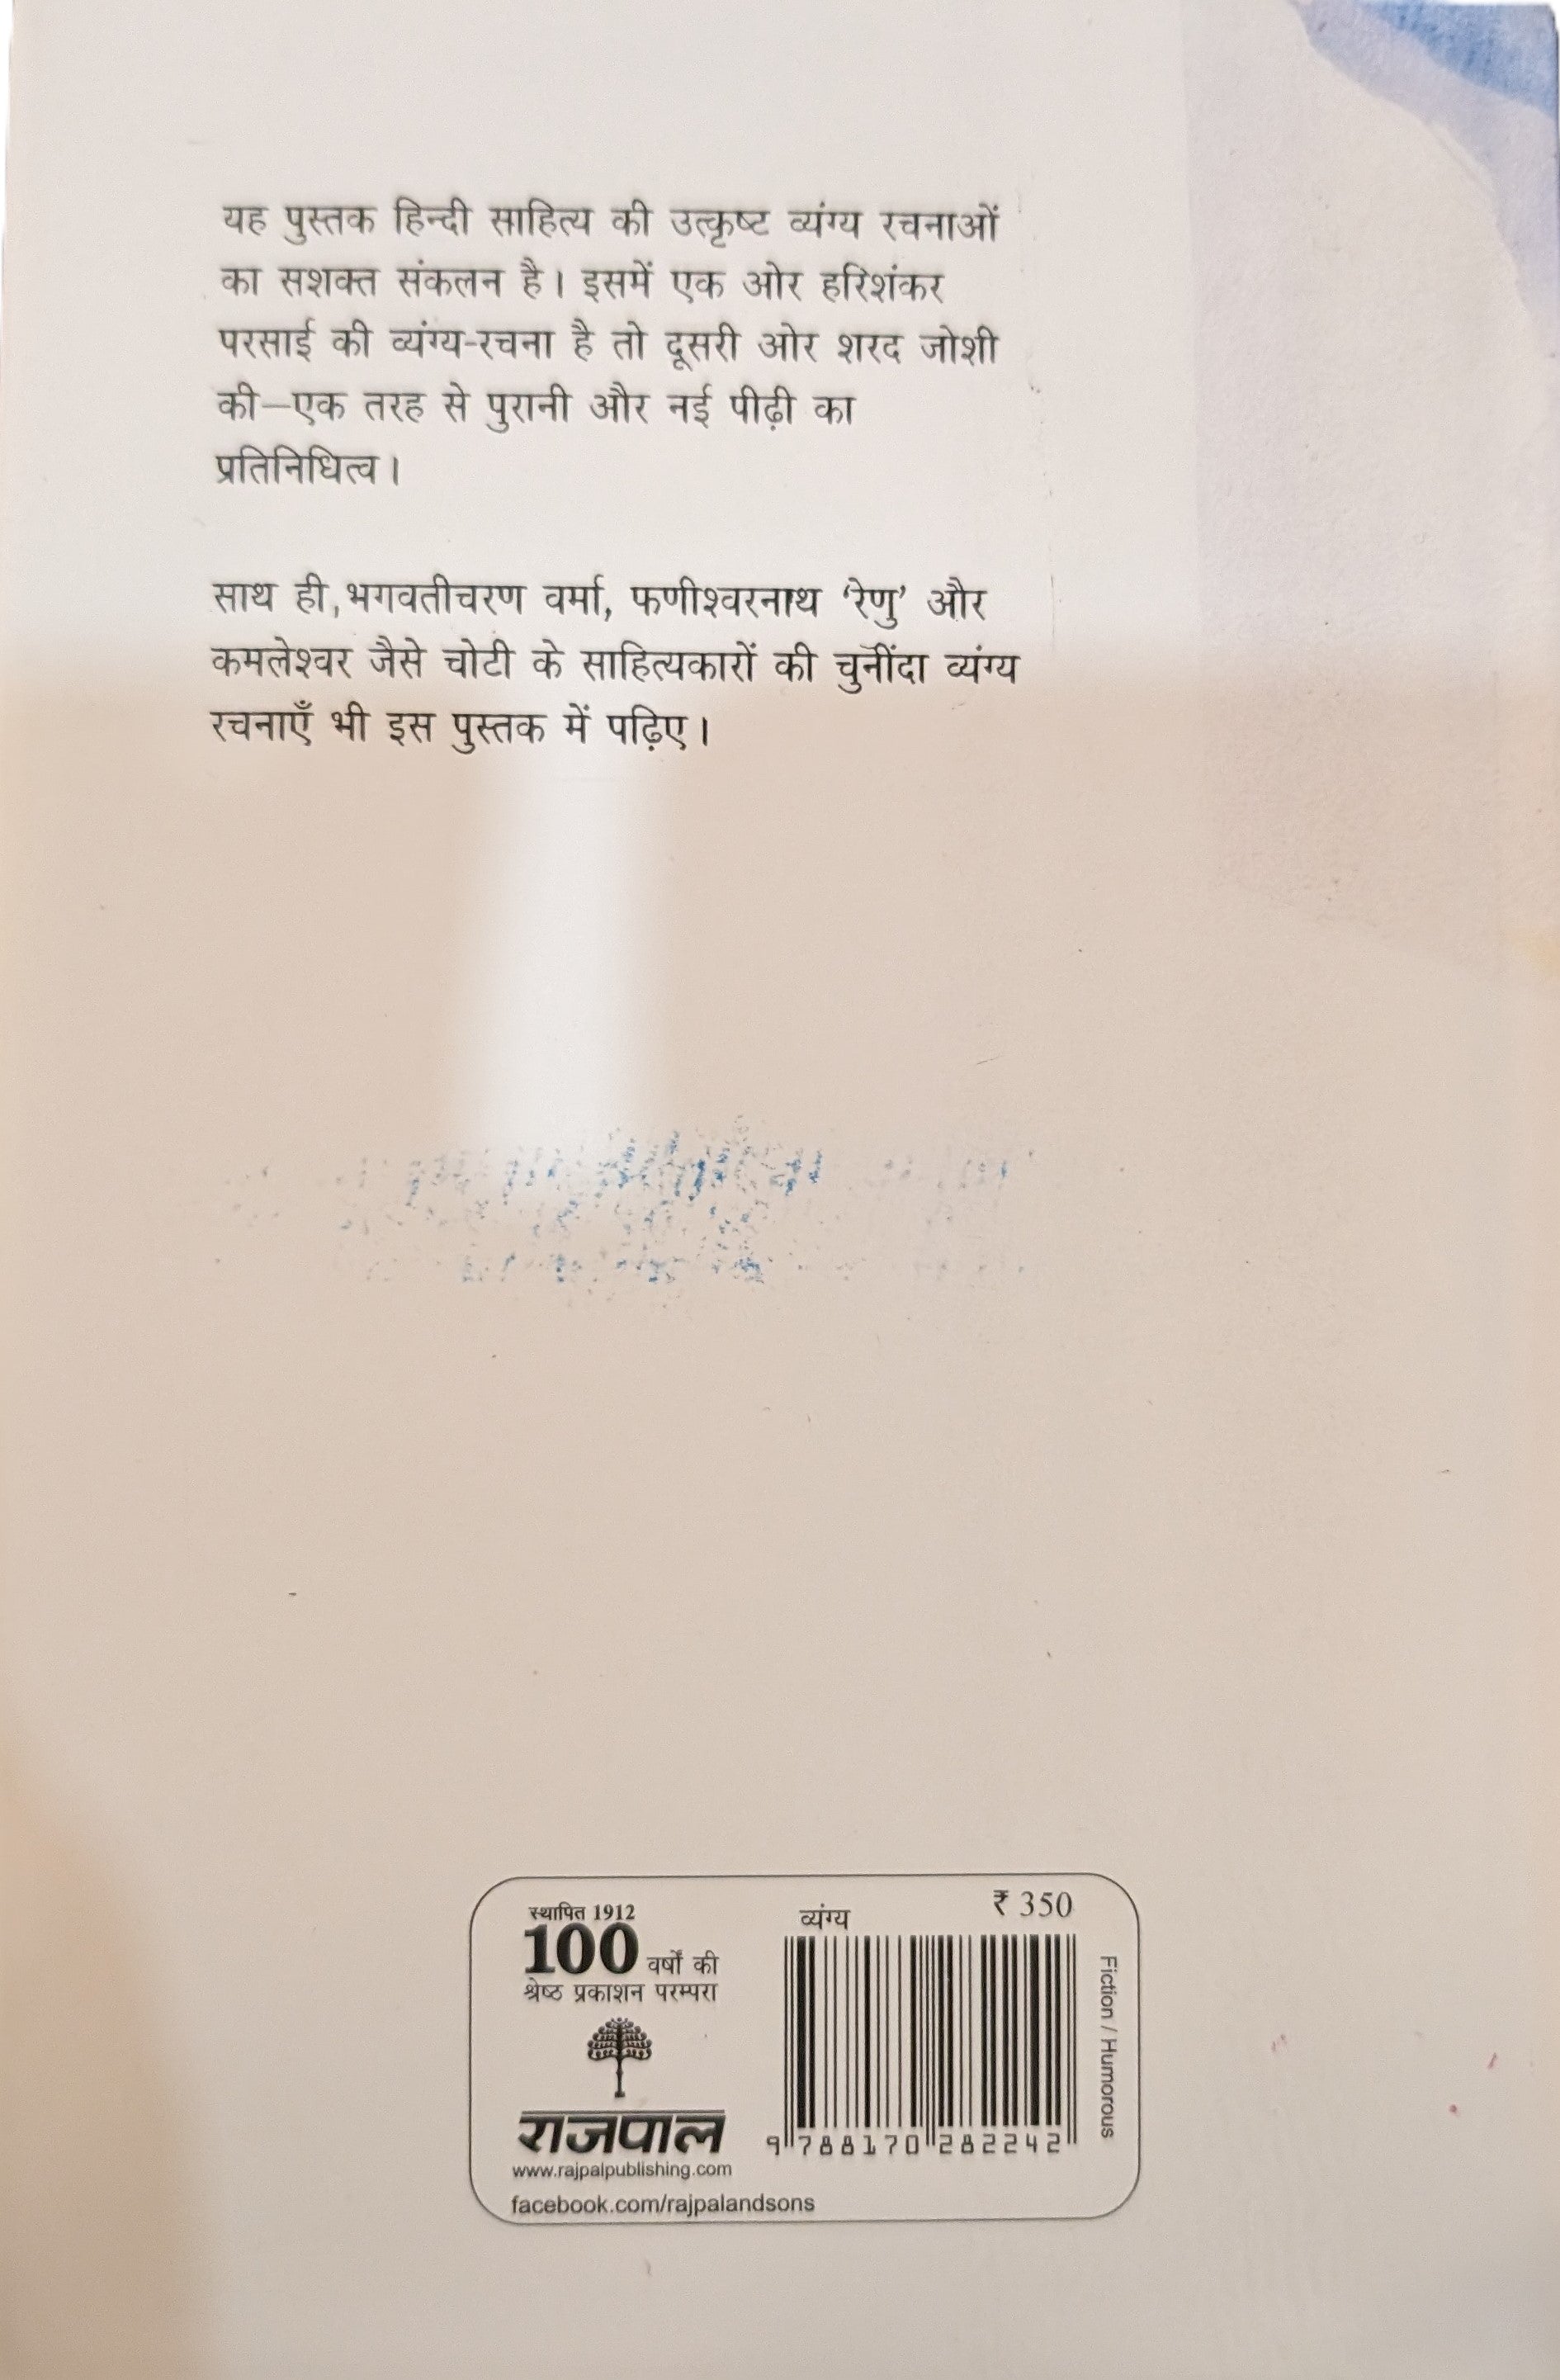 यह पुस्तक हिन्दी साहित्य की उत्कृष्ट व्यंग्य रचनाओं
का सशक्त संकलन है। इसमें एक ओर हरिशंकर
परसाई की व्यंग्य-रचना है तो दूसरी ओर शरद जोशी
की—एक तरह से पुरानी और नई पीढ़ी का
प्रतिनिधित्व।
साथ ही,भगवतीचरण वर्मा, फणीश्वरनाथ ‘रेणु’ और
कमलेश्वर जैसे चोटी के साहित्यकारों की चुनींदा व्यंग्य
रचनाएँ भी इस पुस्तक में पढ़िए।
स्थापित 1912
100 वर्षों की
श्रेष्ठ प्रकाशन परम्परा
राजपाल
www.rajpalpublishing.com
facebook.com/rajpalandsons
व्यंग्य
₹ 350
9 788170 282242
Fiction / Humorous